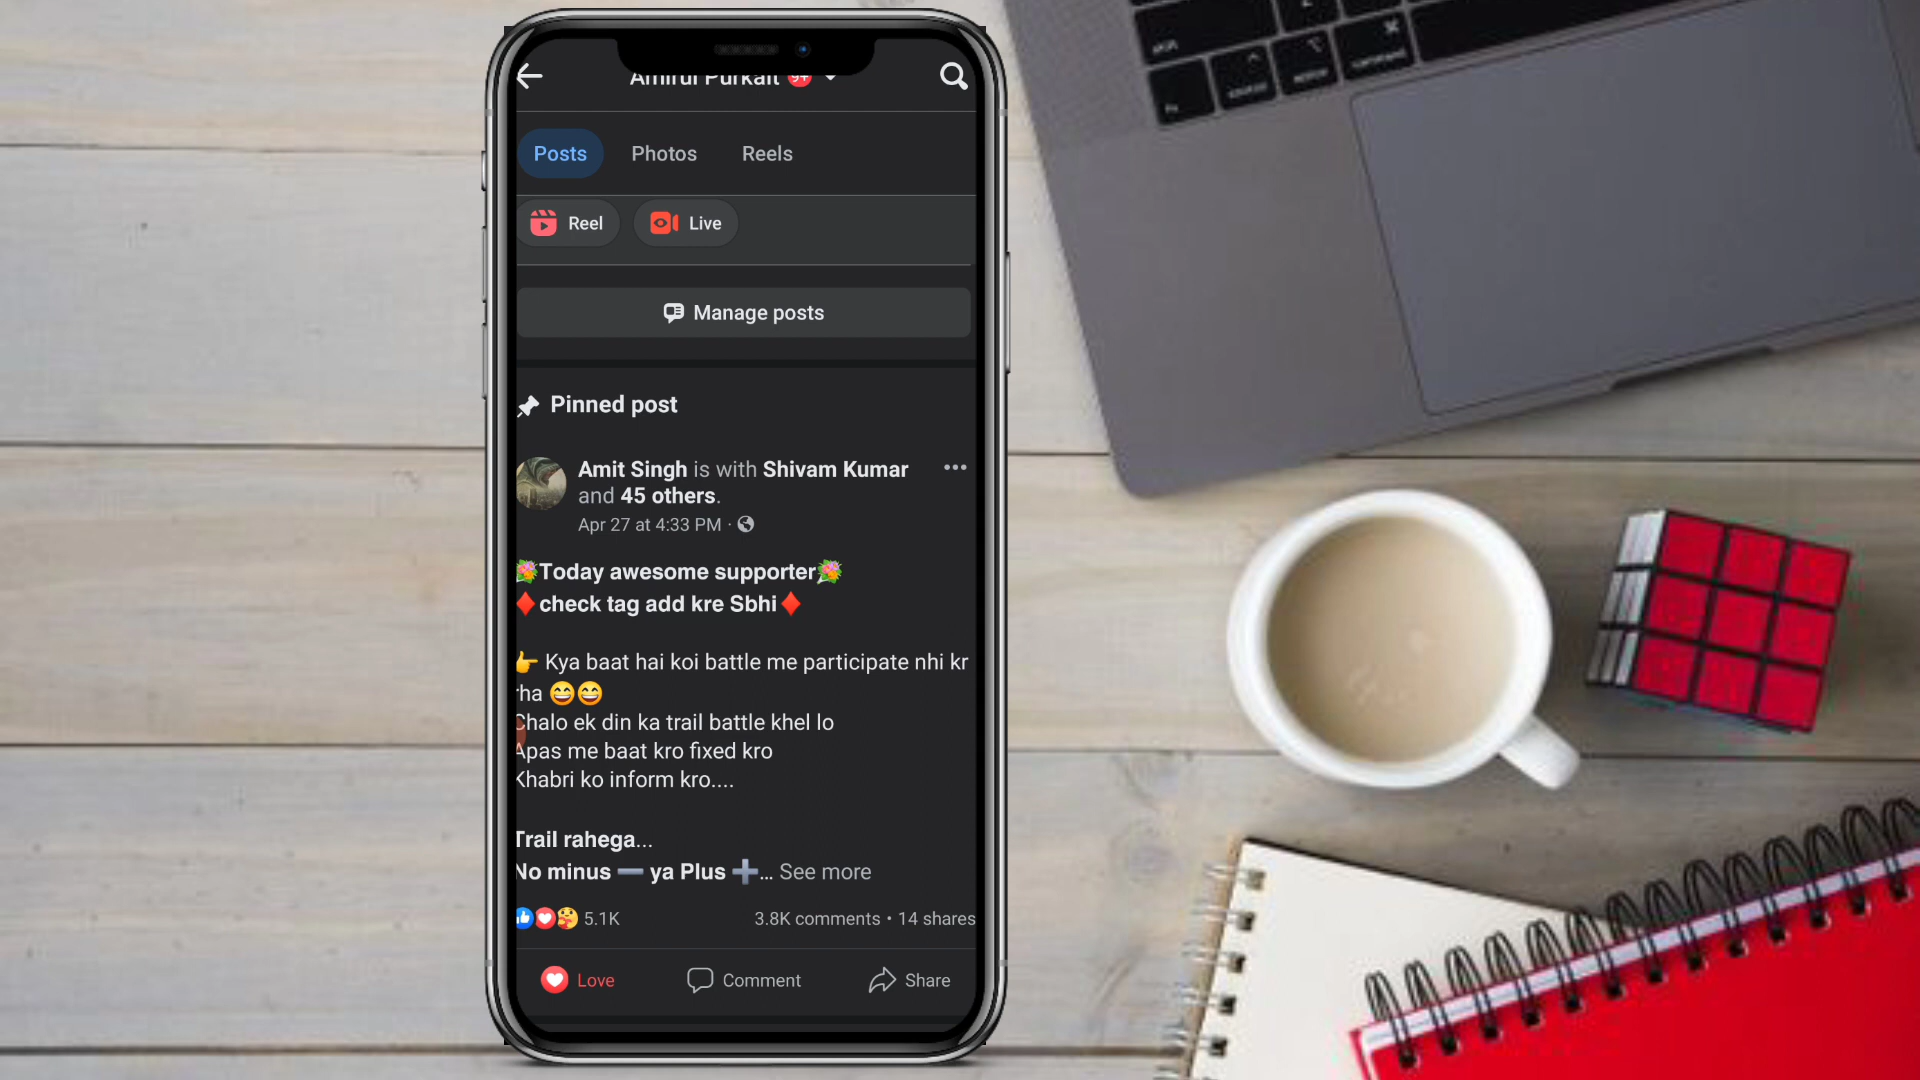 Amirul Purkait 9+
Posts Photos Reels
Reel Live
Manage posts
Pinned post
Amit Singh is with Shivam Kumar
and 45 others.
Apr 27 at 4:33 PM ·
💐Today awesome supporter💐
♦️check tag add kre Sbhi♦️
👉 Kya baat hai koi battle me participate nhi kr
rha 😄😄
Chalo ek din ka trail battle khel lo
Apas me baat kro fixed kro
Khabri ko inform kro....
Trail rahega...
No minus ➖ ya Plus ➕... See more
5.1K 3.8K comments • 14 shares
Love Comment Share